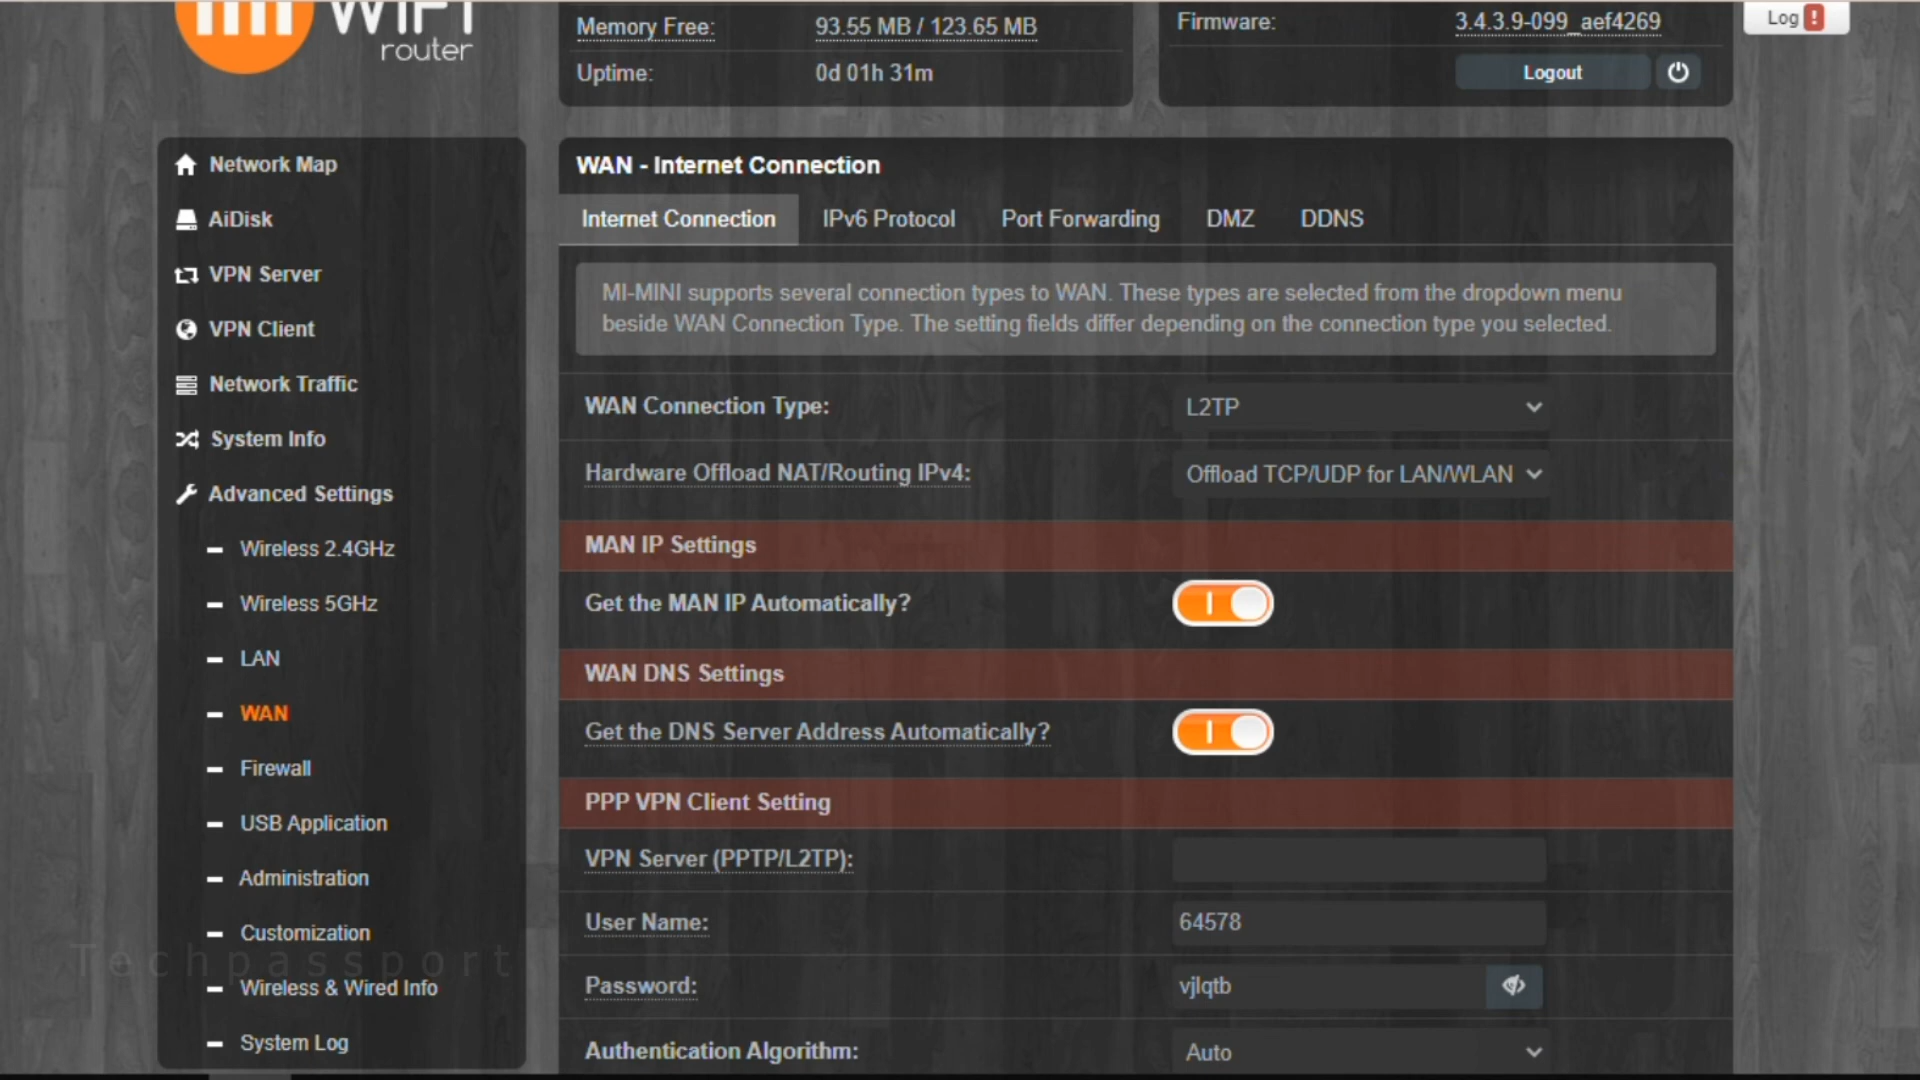 WiFi
router
Memory Free: 93.55 MB / 123.65 MB
Uptime: 0d 01h 31m
Firmware: 3.4.3.9-099_aef4269
Logout
Log !
Network Map
AiDisk
VPN Server
VPN Client
Network Traffic
System Info
Advanced Settings
Wireless 2.4GHz
Wireless 5GHz
LAN
WAN
Firewall
USB Application
Administration
Customization
Wireless & Wired Info
System Log
Techpassport
WAN - Internet Connection
Internet Connection IPv6 Protocol Port Forwarding DMZ DDNS
MI-MINI supports several connection types to WAN. These types are selected from the dropdown menu
beside WAN Connection Type. The setting fields differ depending on the connection type you selected.
WAN Connection Type: L2TP
Hardware Offload NAT/Routing IPv4: Offload TCP/UDP for LAN/WLAN
MAN IP Settings
Get the MAN IP Automatically?
WAN DNS Settings
Get the DNS Server Address Automatically?
PPP VPN Client Setting
VPN Server (PPTP/L2TP):
User Name: 64578
Password: vjlqtb
Authentication Algorithm: Auto